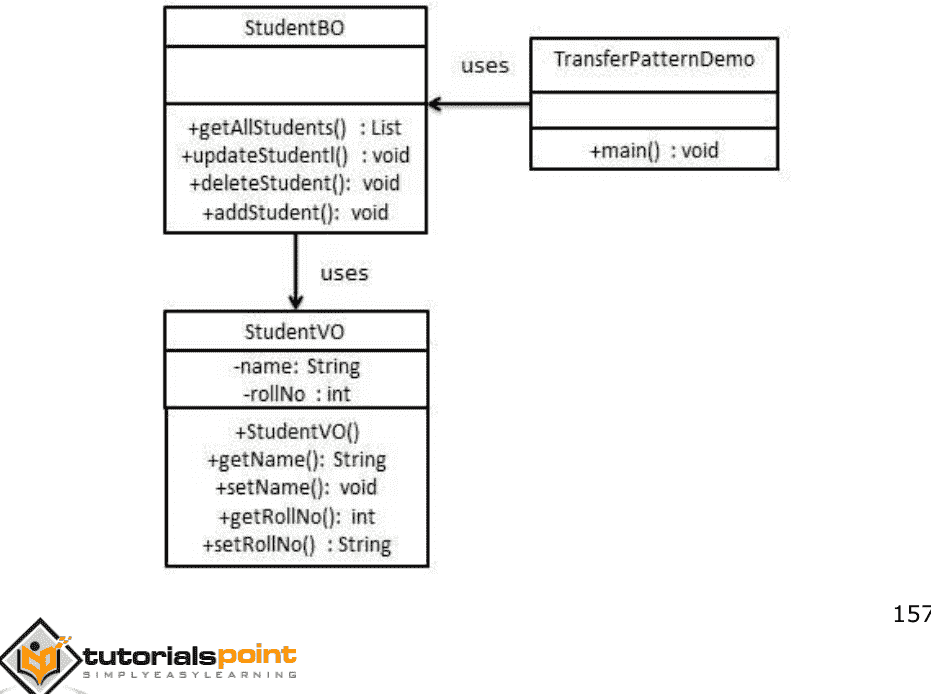 StudentBO
+getAllStudents() : List
+updateStudentl() : void
+deleteStudent(): void
+addStudent(): void
uses
TransferPatternDemo
+main() : void
uses
StudentVO
-name: String
-rollNo : int
+StudentVO()
+getName(): String
+setName(): void
+getRollNo(): int
+setRollNo() : String
157
tutorialspoint
SIMPLYEASYLEARNING